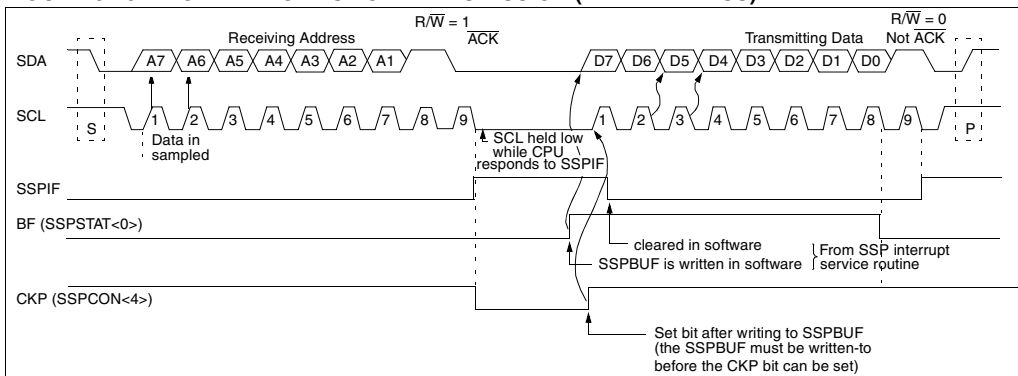 R/W = 1
R/W = 0
Receiving Address
ACK
Transmitting Data
Not ACK
SDA
A7 A6 A5 A4 A3 A2 A1
D7 D6 D5 D4 D3 D2 D1 D0
SCL
1 2 3 4 5 6 7 8 9
1 2 3 4 5 6 7 8 9
S
P
Data in
sampled
SCL held low
while CPU
responds to SSPIF
SSPIF
BF (SSPSTAT<0>)
cleared in software
SSPBUF is written in software
From SSP interrupt
service routine
CKP (SSPCON<4>)
Set bit after writing to SSPBUF
(the SSPBUF must be written-to
before the CKP bit can be set)